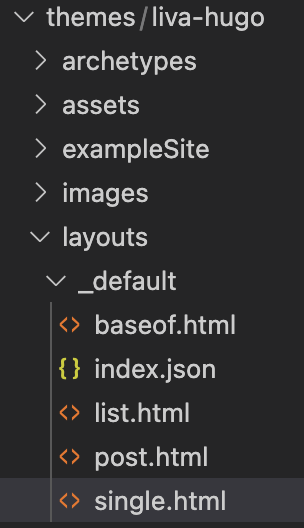 themes/liva-hugo
archetypes
assets
exampleSite
images
layouts
_default
<> baseof.html
{} index.json
<> list.html
<> post.html
<> single.html